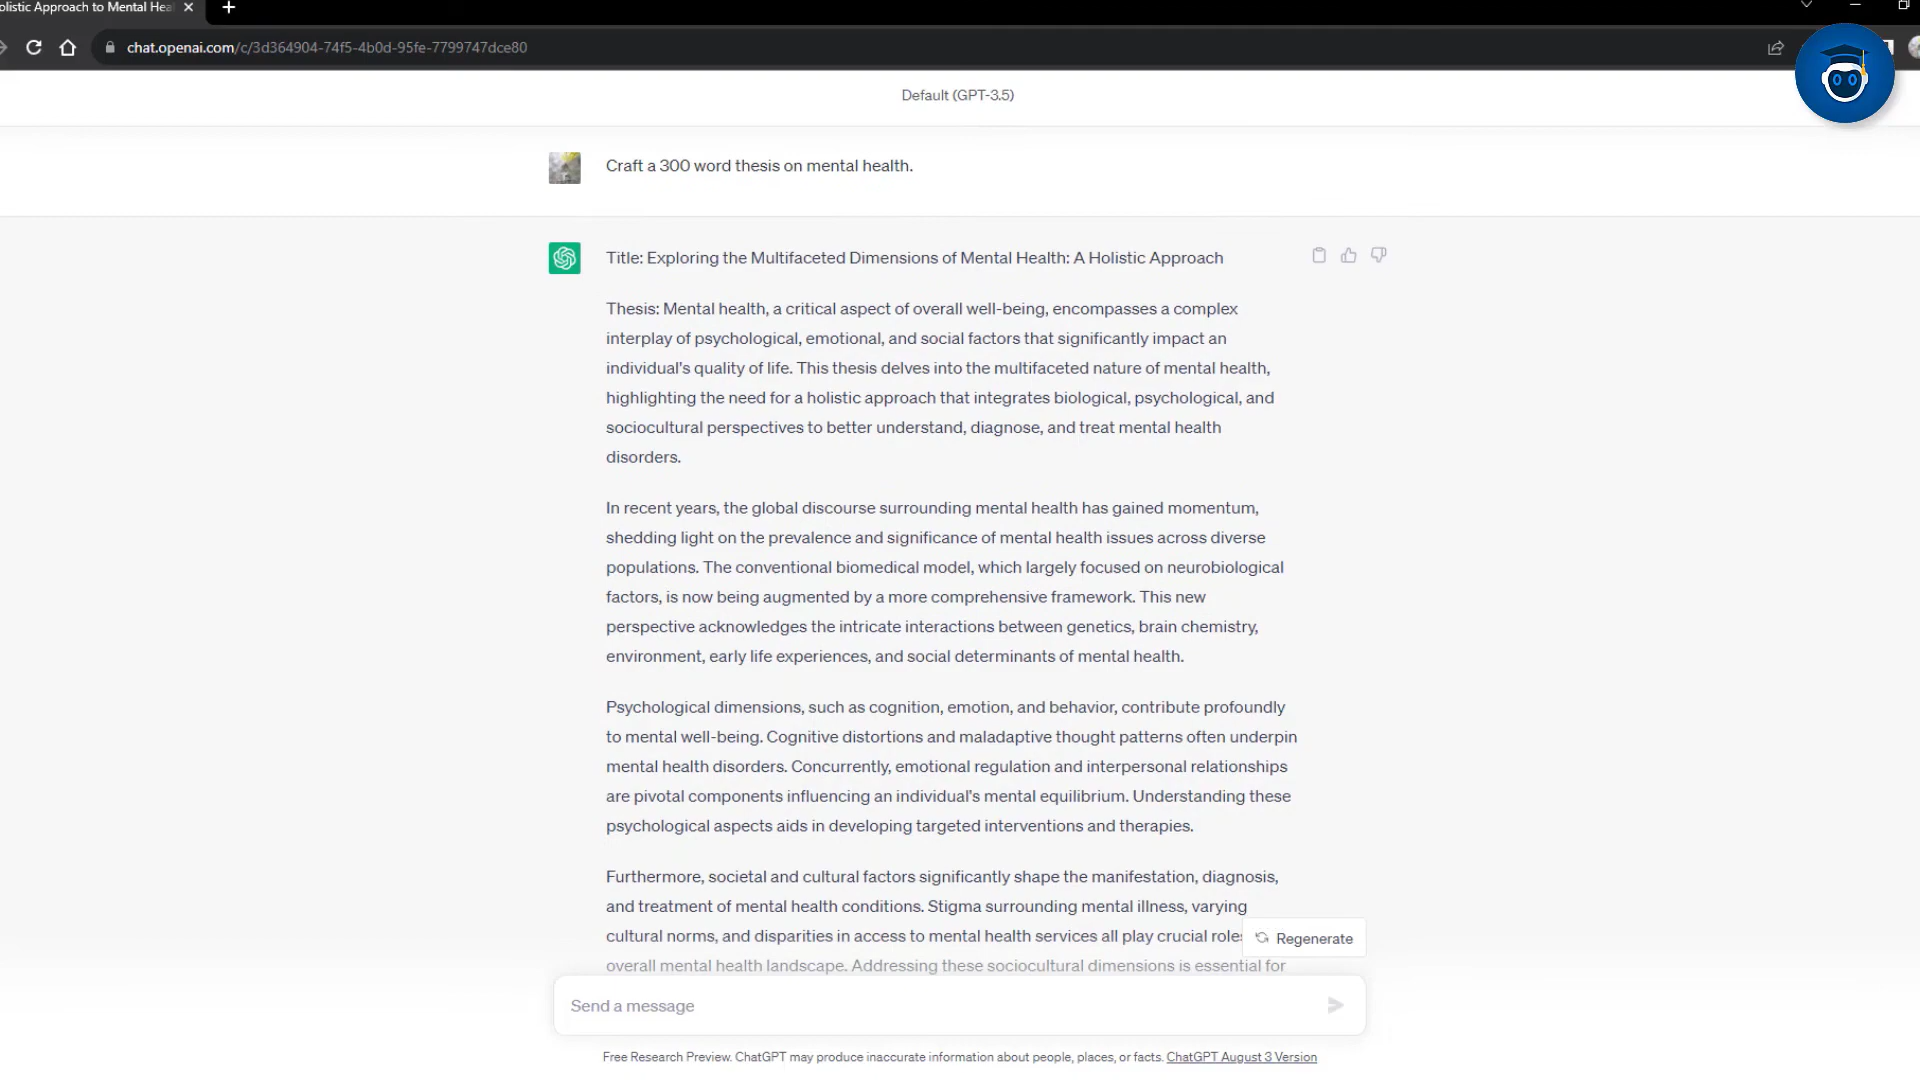 olistic Approach to Mental Hea
chat.openai.com/c/3d364904-74f5-4b0d-95fe-7799747dce80
Default (GPT-3.5)
Craft a 300 word thesis on mental health.
Title: Exploring the Multifaceted Dimensions of Mental Health: A Holistic Approach
Thesis: Mental health, a critical aspect of overall well-being, encompasses a complex
interplay of psychological, emotional, and social factors that significantly impact an
individual's quality of life. This thesis delves into the multifaceted nature of mental health,
highlighting the need for a holistic approach that integrates biological, psychological, and
sociocultural perspectives to better understand, diagnose, and treat mental health
disorders.
In recent years, the global discourse surrounding mental health has gained momentum,
shedding light on the prevalence and significance of mental health issues across diverse
populations. The conventional biomedical model, which largely focused on neurobiological
factors, is now being augmented by a more comprehensive framework. This new
perspective acknowledges the intricate interactions between genetics, brain chemistry,
environment, early life experiences, and social determinants of mental health.
Psychological dimensions, such as cognition, emotion, and behavior, contribute profoundly
to mental well-being. Cognitive distortions and maladaptive thought patterns often underpin
mental health disorders. Concurrently, emotional regulation and interpersonal relationships
are pivotal components influencing an individual's mental equilibrium. Understanding these
psychological aspects aids in developing targeted interventions and therapies.
Furthermore, societal and cultural factors significantly shape the manifestation, diagnosis,
and treatment of mental health conditions. Stigma surrounding mental illness, varying
cultural norms, and disparities in access to mental health services all play crucial roles
Regenerate
overall mental health landscape. Addressing these sociocultural dimensions is essential for
Send a message
Free Research Preview. ChatGPT may produce inaccurate information about people, places, or facts. ChatGPT August 3 Version